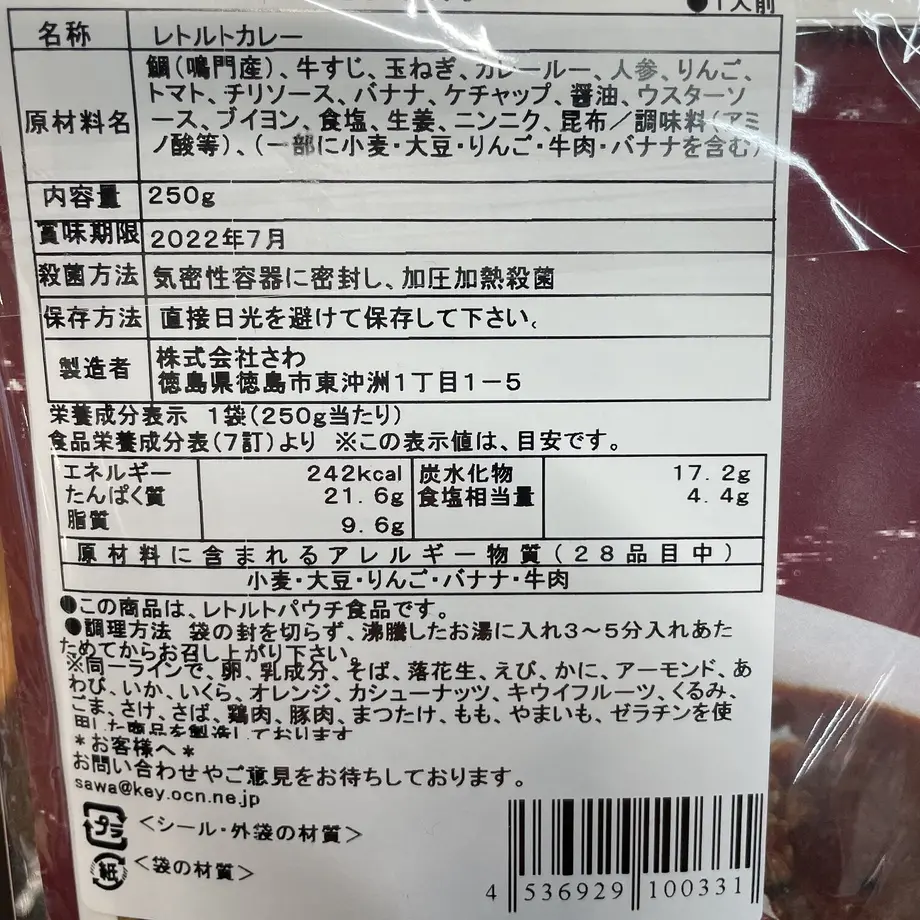 ●1人前
名称 レトルトカレー
原材料名 鯛(鳴門産)、牛すじ、玉ねぎ、カレールー、人参、りんご、
トマト、チリソース、バナナ、ケチャップ、醤油、ウスターソ
ース、ブイヨン、食塩、生姜、ニンニク、昆布/調味料(アミ
ノ酸等)、(一部に小麦・大豆・りんご・牛肉・バナナを含む)
内容量 250g
賞味期限 2022年7月
殺菌方法 気密性容器に密封し、加圧加熱殺菌
保存方法 直接日光を避けて保存して下さい。
製造者 株式会社さわ
徳島県徳島市東沖洲1丁目1-5
栄養成分表示 1袋(250g当たり)
食品栄養成分表(7訂)より ※この表示値は、目安です。
エネルギー 242kcal 炭水化物 17.2g
たんぱく質 21.6g 食塩相当量 4.4g
脂質 9.6g
原材料に含まれるアレルギー物質(28品目中)
小麦・大豆・りんご・バナナ・牛肉
●この商品は、レトルトパウチ食品です。
●調理方法 袋の封を切らず、沸騰したお湯に入れ3~5分入れあた
ためてからお召し上がり下さい。
※同一ラインで、卵、乳成分、そば、落花生、えび、かに、アーモンド、あ
わび、いか、いくら、オレンジ、カシューナッツ、キウイフルーツ、くるみ、
ごま、さけ、さば、鶏肉、豚肉、まつたけ、もも、やまいも、ゼラチンを使
用した商品を製造しております
*お客様へ*
お問い合わせやご意見をお待ちしております。
sawa@key.ocn.ne.jp
プラ <シール・外袋の材質>
紙 <袋の材質>
4 536929 100331